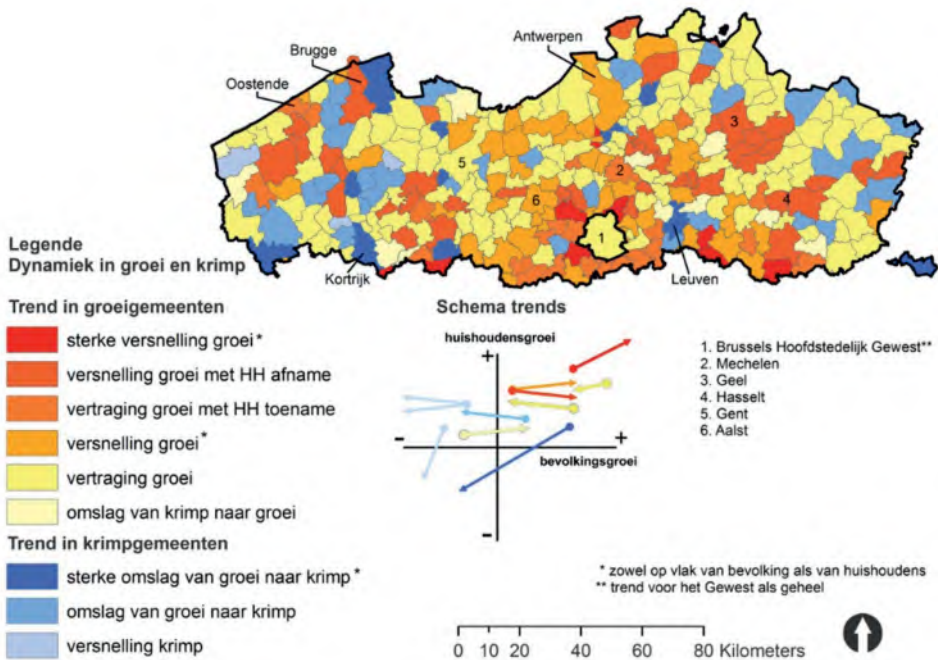 Antwerpen
Brugge
Oostende
3
5
2
6
4
1
Kortrijk
Leuven
Legende
Dynamiek in groei en krimp
Trend in groeigemeenten
sterke versnelling groei *
versnelling groei met HH afname
vertraging groei met HH toename
versnelling groei *
vertraging groei
omslag van krimp naar groei
Trend in krimpgemeenten
sterke omslag van groei naar krimp *
omslag van groei naar krimp
versnelling krimp
Schema trends
huishoudensgroei
+
-
+
bevolkingsgroei
-
1. Brussels Hoofdstedelijk Gewest**
2. Mechelen
3. Geel
4. Hasselt
5. Gent
6. Aalst
* zowel op vlak van bevolking als van huishoudens
** trend voor het Gewest als geheel
0 10 20 40 60 80 Kilometers